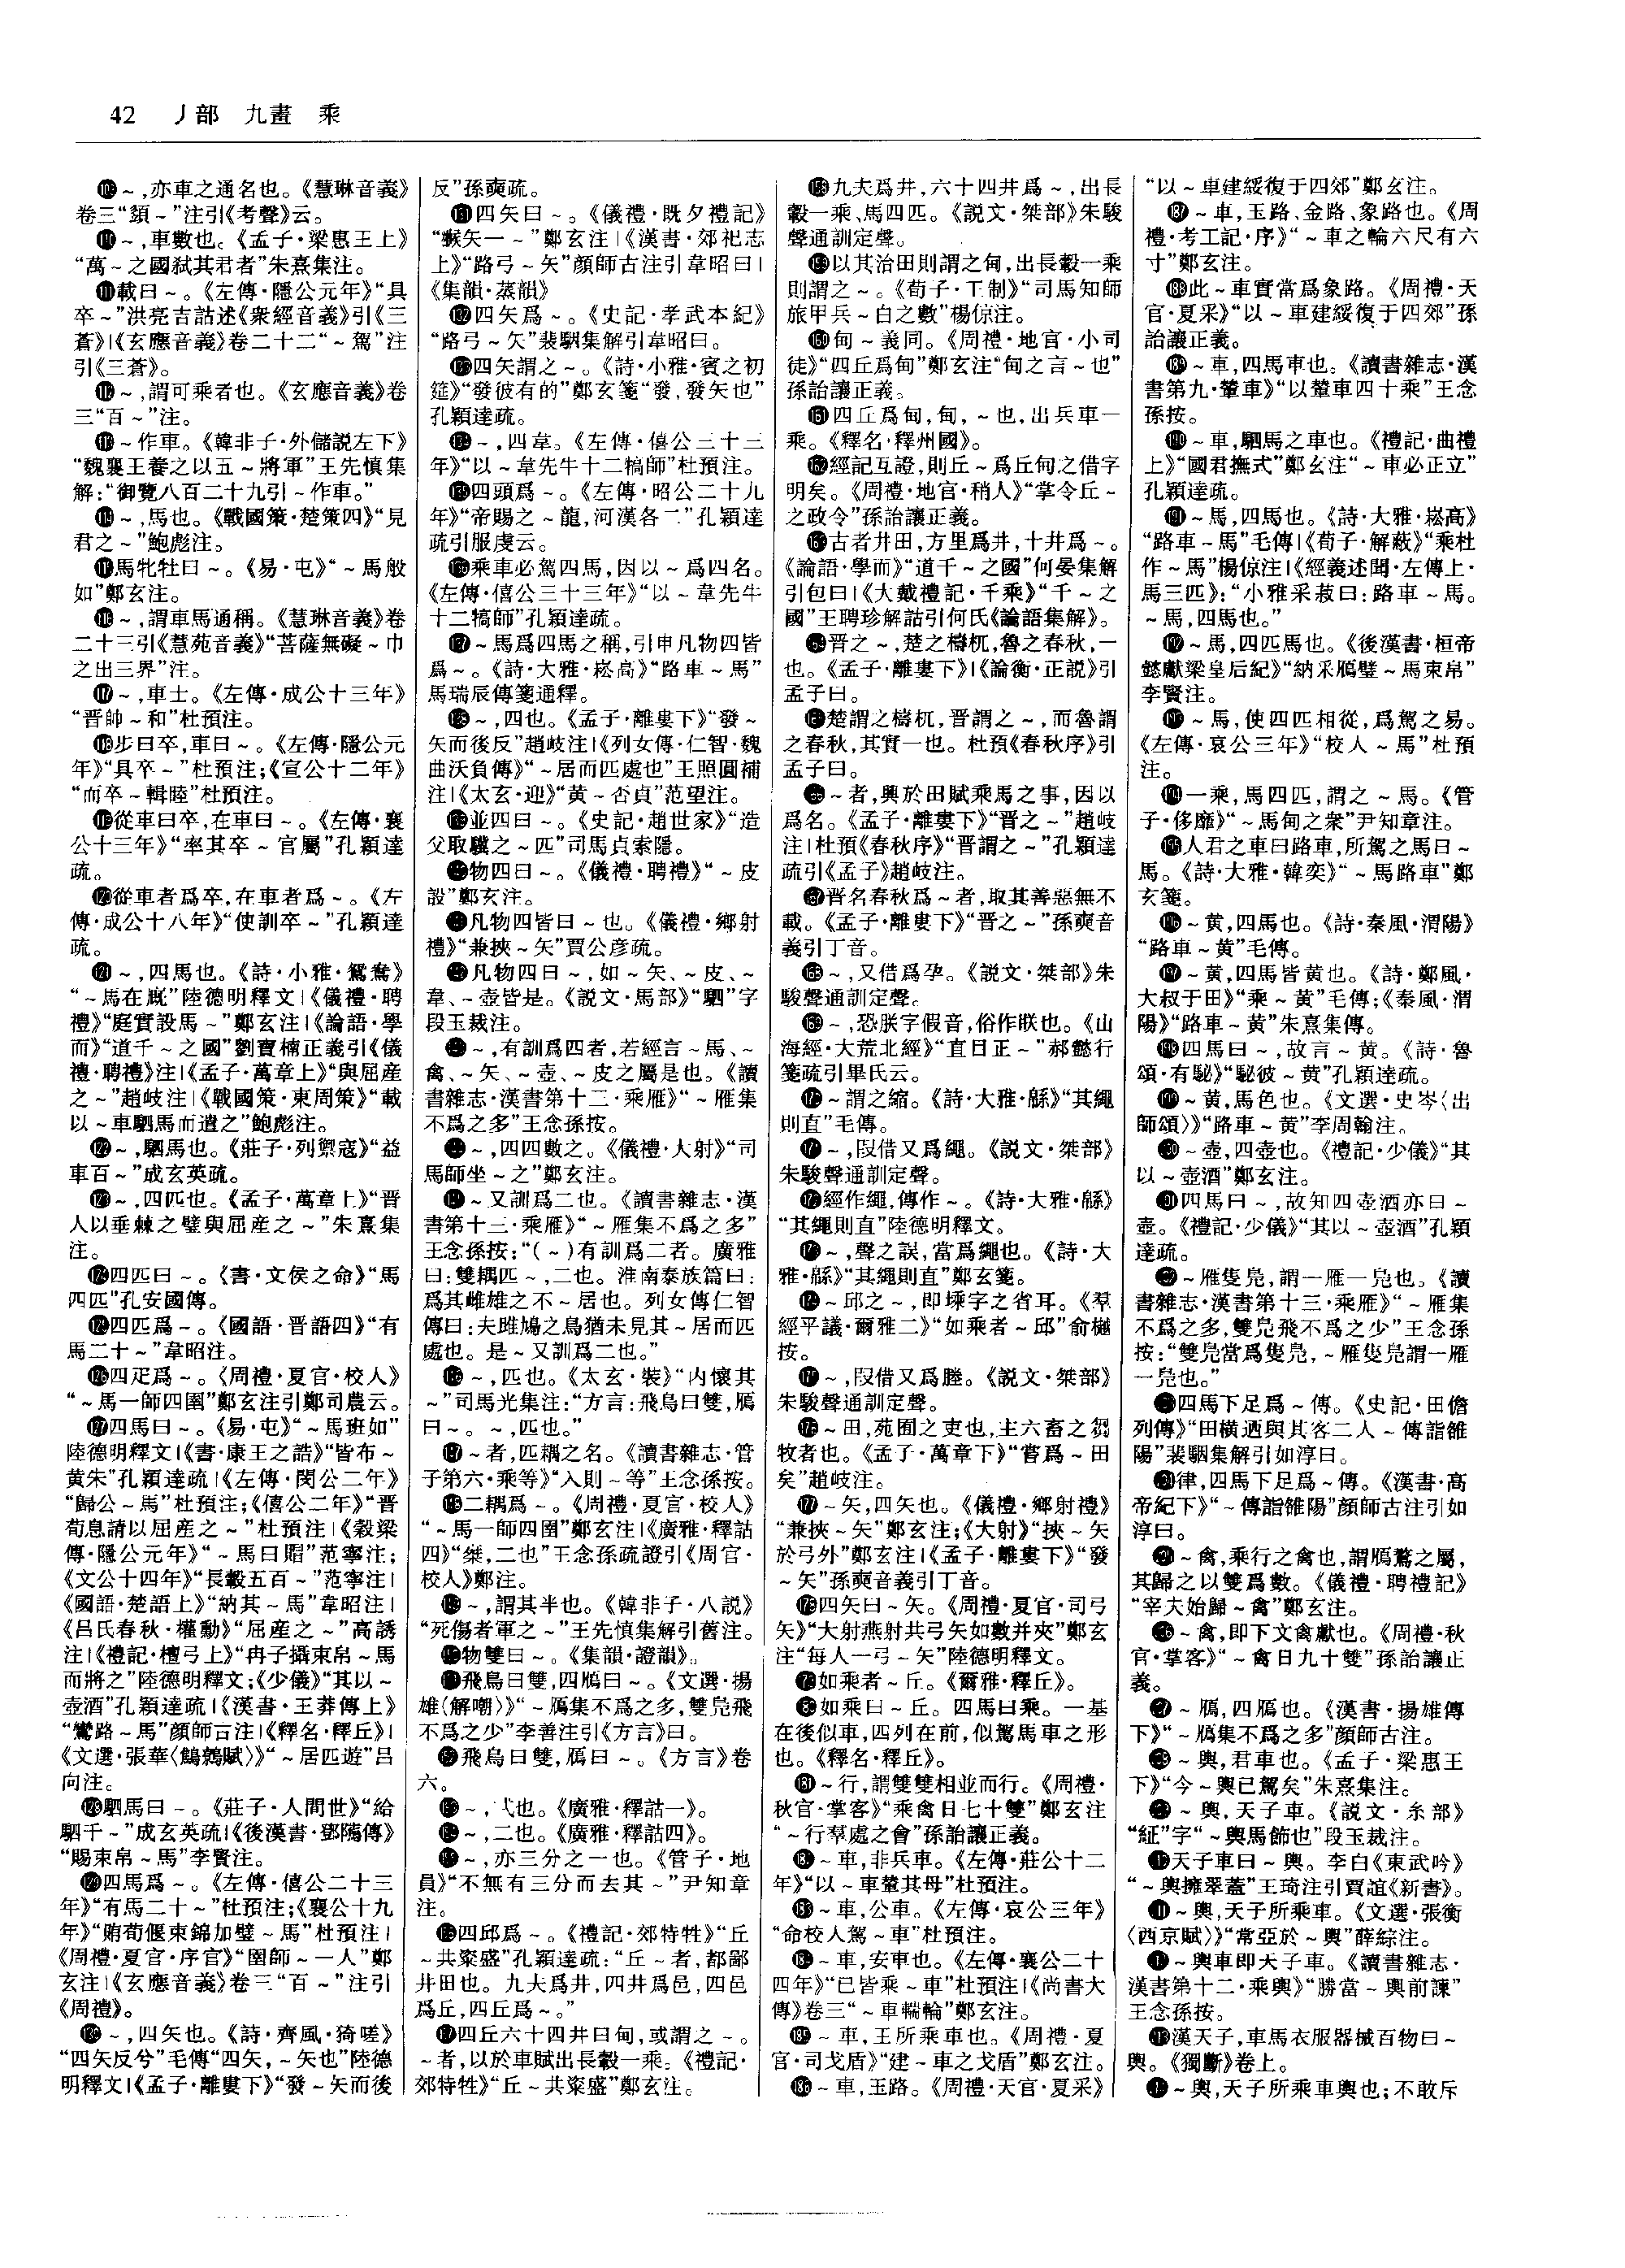 42 丿部 九畫 乘
~,亦車之通名也。《慧琳音義》
卷三“類~”注引《考聲》云。
~,車數也。《孟子·梁惠王上》
“萬~之國弑其君者”朱熹集注。
載曰~。《左傳·隱公元年》“具
卒~”洪亮吉詁述《衆經音義》引《三
蒼》|《玄應音義》卷二十二“~駕”注
引《三蒼》。
~,謂可乘者也。《玄應音義》卷
三“百~”注。
~作車。《韓非子·外儲説左下》
“魏襄王養之以五~將軍”王先慎集
解:“御覽八百二十九引~作車。”
~,馬也。《戰國策·楚策四》“見
君之~”鮑彪注。
馬牝牡曰~。《易·屯》“~馬般
如”鄭玄注。
~,謂車馬通稱。《慧琳音義》卷
二十三引《慧苑音義》“菩薩無礙~巾
之出三界”注。
⑰~,車士。《左傳·成公十三年》
“晋帥~和”杜預注。
步曰卒,車曰~。《左傳·隱公元
年》“具卒~”杜預注;《宣公十二年》
“而卒~輯睦”杜預注。
從車曰卒,在車曰~。《左傳·襄
公十三年》“率其卒~官屬”孔穎達
疏。
從車者爲卒,在車者爲~。《左
傳·成公十八年》“使訓卒~”孔穎達
疏。
~,四馬也。《詩·小雅·鴛鴦》
“~馬在厩”陸德明釋文|《儀禮·聘
禮》“庭實設馬~”鄭玄注|《論語·學
而》“道千~之國”劉寶楠正義引《儀
禮·聘禮》注|《孟子·萬章上》“與屈産
之~”趙岐注|《戰國策·東周策》“載
以~車駟馬而遺之”鮑彪注。
~,駟馬也。《莊子·列禦寇》“益
車百~”成玄英疏。
~,四匹也。《孟子·萬章上》“晋
人以垂棘之璧與屈産之~”朱熹集
注。
四匹曰~。《書·文侯之命》“馬
四匹”孔安國傳。
四匹爲~。《國語·晋語四》“有
馬二十~”韋昭注。
四疋爲~。《周禮·夏官·校人》
“~馬一師四圉”鄭玄注引鄭司農云。
四馬曰~。《易·屯》“~馬班如”
陸德明釋文|《書·康王之誥》“皆布~
黄朱”孔穎達疏|《左傳·閔公二年》
“歸公~馬”杜預注;《僖公二年》“晋
荀息請以屈産之~”杜預注|《穀梁
傳·隱公元年》“~馬曰賵”范寧注;
《文公十四年》“長轂五百~”范寧注|
《國語·楚語上》“納其~馬”韋昭注|
《吕氏春秋·權勳》“屈産之~”高誘
注|《禮記·檀弓上》“冉子攝束帛~馬
而將之”陸德明釋文;《少儀》“其以~
壺酒”孔穎達疏|《漢書·王莽傳上》
“鸞路~馬”顔師古注|《釋名·釋丘》|
《文選·張華〈鷦鷯賦〉》“~居匹遊”吕
向注。
駟馬曰~。《莊子·人間世》“給
駟千~”成玄英疏|《後漢書·鄧騭傳》
“賜束帛~馬”李賢注。
四馬爲~。《左傳·僖公二十三
年》“有馬二十~”杜預注;《襄公十九
年》“賄荀偃束錦加璧~馬”杜預注|
《周禮·夏官·序官》“圉師~一人”鄭
玄注|《玄應音義》卷三“百~”注引
《周禮》。
~,四矢也。《詩·齊風·猗嗟》
“四矢反兮”毛傳“四矢,~矢也”陸德
明釋文|《孟子·離婁下》“發~矢而後
反”孫奭疏。
四矢曰~。《儀禮·既夕禮記》
“翭矢一~”鄭玄注|《漢書·郊祀志
上》“路弓~矢”顔師古注引韋昭曰|
《集韻·蒸韻》
四矢爲~。《史記·孝武本紀》
“路弓~矢”裴駰集解引韋昭曰。
四矢謂之~。《詩·小雅·賓之初
筵》“發彼有的”鄭玄箋“發,發矢也”
孔穎達疏。
~,四韋。《左傳·僖公三十三
年》“以~韋先牛十二犒師”杜預注。
四頭爲~。《左傳·昭公二十九
年》“帝賜之~龍,河漢各二”孔穎達
疏引服虔云。
乘車必駕四馬,因以~爲四名。
《左傳·僖公三十三年》“以~韋先牛
十二犒師”孔穎達疏。
~馬爲四馬之稱,引申凡物四皆
爲~。《詩·大雅·崧高》“路車~馬”
馬瑞辰傳箋通釋。
~,四也。《孟子·離婁下》“發~
矢而後反”趙岐注|《列女傳·仁智·魏
曲沃負傳》“~居而匹處也”王照圓補
注|《太玄·迎》“黄~否貞”范望注。
並四曰~。《史記·趙世家》“造
父取驥之~匹”司馬貞索隱。
物四曰~。《儀禮·聘禮》“~皮
設”鄭玄注。
凡物四皆曰~也。《儀禮·鄉射
禮》“兼挾~矢”賈公彦疏。
凡物四曰~,如~矢、~皮、~
韋、~壺皆是。《説文·馬部》“駟”字
段玉裁注。
~,有訓爲四者,若經言~馬、~
禽、~矢、~壺、~皮之屬是也。《讀
書雜志·漢書第十二·乘雁》“~雁集
不爲之多”王念孫按。
~,四四數之。《儀禮·大射》“司
馬師坐~之”鄭玄注。
~又訓爲二也。《讀書雜志·漢
書第十三·乘雁》“~雁集不爲之多”
王念孫按:“(~)有訓爲二者。廣雅
曰:雙耦匹~,二也。淮南泰族篇曰:
爲其雌雄之不~居也。列女傳仁智
傳曰:夫雎鳩之鳥猶未見其~居而匹
處也。是~又訓爲二也。”
~,匹也。《太玄·裝》“内懷其
~”司馬光集注:“方言:飛鳥曰雙,鴈
曰~。~,匹也。”
~者,匹耦之名。《讀書雜志·管
子第六·乘等》“入則~等”王念孫按。
二耦爲~。《周禮·夏官·校人》
“~馬一師四圉”鄭玄注|《廣雅·釋詁
四》“椉,二也”王念孫疏證引《周官·
校人》鄭注。
~,謂其半也。《韓非子·八説》
“死傷者軍之~”王先慎集解引舊注。
物雙曰~。《集韻·證韻》。
飛鳥曰雙,四鴈曰~。《文選·揚
雄〈解嘲〉》“~鴈集不爲之多,雙鳧飛
不爲之少”李善注引《方言》曰。
飛鳥曰雙,鴈曰~。《方言》卷
六。
~,弌也。《廣雅·釋詁一》。
~,二也。《廣雅·釋詁四》。
~,亦三分之一也。《管子·地
員》“不無有三分而去其~”尹知章
注。
四邱爲~。《禮記·郊特牲》“丘
~共粢盛”孔穎達疏:“丘~者,都鄙
井田也。九夫爲井,四井爲邑,四邑
爲丘,四丘爲~。”
四丘六十四井曰甸,或謂之~。
~者,以於車賦出長轂一乘。《禮記·
郊特牲》“丘~共粢盛”鄭玄注。
九夫爲井,六十四井爲~,出長
轂一乘、馬四匹。《説文·桀部》朱駿
聲通訓定聲。
以其治田則謂之甸,出長轂一乘
則謂之~。《荀子·王制》“司馬知師
旅甲兵~白之數”楊倞注。
甸~義同。《周禮·地官·小司
徒》“四丘爲甸”鄭玄注“甸之言~也”
孫詒讓正義。
四丘爲甸,甸,~也,出兵車一
乘。《釋名·釋州國》。
經記互證,則丘~爲丘甸之借字
明矣。《周禮·地官·稍人》“掌令丘~
之政令”孫詒讓正義。
古者井田,方里爲井,十井爲~。
《論語·學而》“道千~之國”何晏集解
引包曰|《大戴禮記·千乘》“千~之
國”王聘珍解詁引何氏《論語集解》。
晋之~,楚之檮杌,魯之春秋,一
也。《孟子·離婁下》|《論衡·正説》引
孟子曰。
楚謂之檮杌,晋謂之~,而魯謂
之春秋,其實一也。杜預《春秋序》引
孟子曰。
~者,興於田賦乘馬之事,因以
爲名。《孟子·離婁下》“晋之~”趙岐
注|杜預《春秋序》“晋謂之~”孔穎達
疏引《孟子》趙岐注。
晋名春秋爲~者,取其善惡無不
載。《孟子·離婁下》“晋之~”孫奭音
義引丁音。
~,又借爲孕。《説文·桀部》朱
駿聲通訓定聲。
~,恐朕字假音,俗作眹也。《山
海經·大荒北經》“直目正~”郝懿行
箋疏引畢氏云。
~謂之縮。《詩·大雅·緜》“其繩
則直”毛傳。
~,叚借又爲繩。《説文·桀部》
朱駿聲通訓定聲。
經作繩,傳作~。《詩·大雅·緜》
“其繩則直”陸德明釋文。
~,聲之誤,當爲繩也。《詩·大
雅·緜》“其繩則直”鄭玄箋。
~邱之~,即堘字之省耳。《羣
經平議·爾雅二》“如乘者~邱”俞樾
按。
~,叚借又爲塍。《説文·桀部》
朱駿聲通訓定聲。
~田,苑囿之吏也,主六畜之芻
牧者也。《孟子·萬章下》“嘗爲~田
矣”趙岐注。
~矢,四矢也。《儀禮·鄉射禮》
“兼挾~矢”鄭玄注;《大射》“挾~矢
於弓外”鄭玄注|《孟子·離婁下》“發
~矢”孫奭音義引丁音。
四矢曰~矢。《周禮·夏官·司弓
矢》“大射燕射共弓矢如數并夾”鄭玄
注“每人一弓~矢”陸德明釋文。
如乘者~丘。《爾雅·釋丘》。
如乘曰~丘。四馬曰乘。一基
在後似車,四列在前,似駕馬車之形
也。《釋名·釋丘》。
~行,謂雙雙相並而行。《周禮·
秋官·掌客》“乘禽日七十雙”鄭玄注
“~行羣處之會”孫詒讓正義。
~車,非兵車。《左傳·莊公十二
年》“以~車輦其母”杜預注。
~車,公車。《左傳·哀公三年》
“命校人駕~車”杜預注。
~車,安車也。《左傳·襄公二十
四年》“已皆乘~車”杜預注|《尚書大
傳》卷三“~車輲輪”鄭玄注。
~車,王所乘車也。《周禮·夏
官·司戈盾》“建~車之戈盾”鄭玄注。
~車,玉路。《周禮·天官·夏采》
“以~車建綏復于四郊”鄭玄注。
~車,玉路、金路、象路也。《周
禮·考工記·序》“~車之輪六尺有六
寸”鄭玄注。
此~車實當爲象路。《周禮·天
官·夏采》“以~車建綏復于四郊”孫
詒讓正義。
~車,四馬車也。《讀書雜志·漢
書第九·輦車》“以輦車四十乘”王念
孫按。
~車,駟馬之車也。《禮記·曲禮
上》“國君撫式”鄭玄注“~車必正立”
孔穎達疏。
~馬,四馬也。《詩·大雅·崧高》
“路車~馬”毛傳|《荀子·解蔽》“乘杜
作~馬”楊倞注|《經義述聞·左傳上·
馬三匹》:“小雅采菽曰:路車~馬。
~馬,四馬也。”
~馬,四匹馬也。《後漢書·桓帝
懿獻梁皇后紀》“納采鴈璧~馬束帛”
李賢注。
~馬,使四匹相從,爲駕之易。
《左傳·哀公三年》“校人~馬”杜預
注。
一乘,馬四匹,謂之~馬。《管
子·侈靡》“~馬甸之衆”尹知章注。
人君之車曰路車,所駕之馬曰~
馬。《詩·大雅·韓奕》“~馬路車”鄭
玄箋。
~黄,四馬也。《詩·秦風·渭陽》
“路車~黄”毛傳。
~黄,四馬皆黄也。《詩·鄭風·
大叔于田》“乘~黄”毛傳;《秦風·渭
陽》“路車~黄”朱熹集傳。
四馬曰~,故言~黄。《詩·魯
頌·有駜》“駜彼~黄”孔穎達疏。
~黄,馬色也。《文選·史岑〈出
師頌〉》“路車~黄”李周翰注。
~壺,四壺也。《禮記·少儀》“其
以~壺酒”鄭玄注。
四馬曰~,故知四壺酒亦曰~
壺。《禮記·少儀》“其以~壺酒”孔穎
達疏。
~雁隻鳧,謂一雁一鳧也。《讀
書雜志·漢書第十三·乘雁》“~雁集
不爲之多,雙鳧飛不爲之少”王念孫
按:“雙鳧當爲隻鳧,~雁隻鳧謂一雁
一鳧也。”
四馬下足爲~傳。《史記·田儋
列傳》“田横迺與其客二人~傳詣雒
陽”裴駰集解引如淳曰。
律,四馬下足爲~傳。《漢書·高
帝紀下》“~傳詣雒陽”顔師古注引如
淳曰。
~禽,乘行之禽也,謂鴈鶩之屬,
其歸之以雙爲數。《儀禮·聘禮記》
“宰夫始歸~禽”鄭玄注。
~禽,即下文禽獻也。《周禮·秋
官·掌客》“~禽日九十雙”孫詒讓正
義。
~鴈,四鴈也。《漢書·揚雄傳
下》“~鴈集不爲之多”顔師古注。
~輿,君車也。《孟子·梁惠王
下》“今~輿已駕矣”朱熹集注。
~輿,天子車。《説文·糸部》
“紅”字“~輿馬飾也”段玉裁注。
天子車曰~輿。李白《東武吟》
“~輿擁翠蓋”王琦注引賈誼《新書》。
~輿,天子所乘車。《文選·張衡
〈西京賦〉》“常亞於~輿”薛綜注。
~輿車即天子車。《讀書雜志·
漢書第十二·乘輿》“勝當~輿前諫”
王念孫按。
漢天子,車馬衣服器械百物曰~
輿。《獨斷》卷上。
~輿,天子所乘車輿也;不敢斥